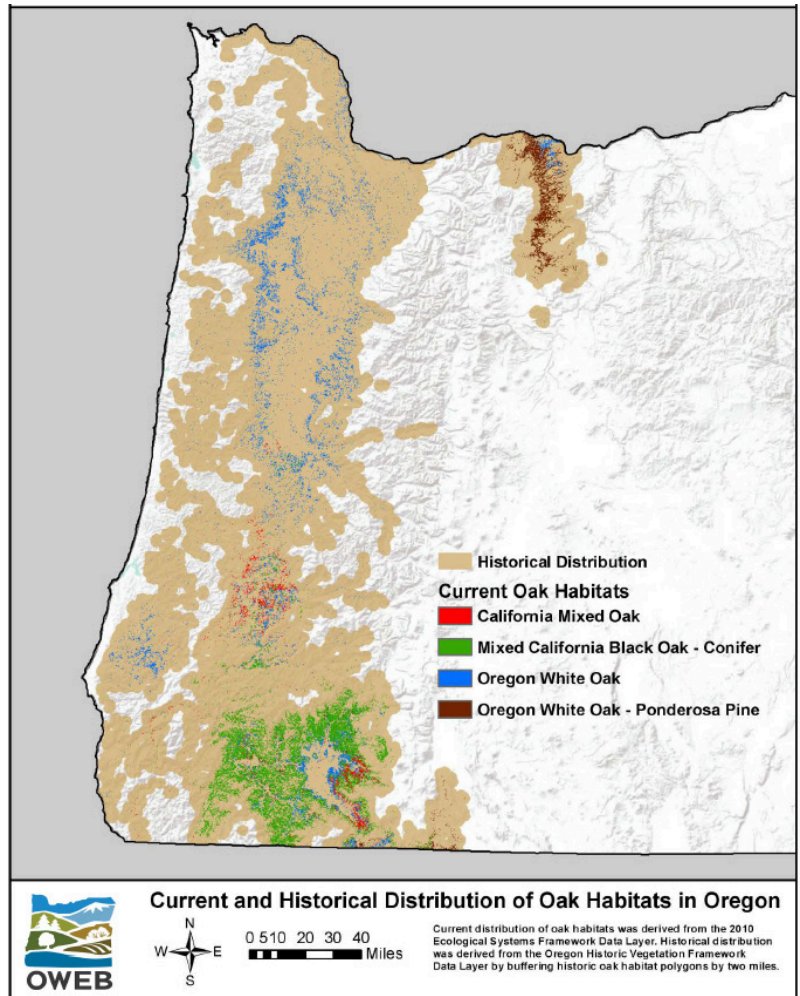 Historical Distribution
Current Oak Habitats
California Mixed Oak
Mixed California Black Oak - Conifer
Oregon White Oak
Oregon White Oak - Ponderosa Pine
Current and Historical Distribution of Oak Habitats in Oregon
OWEB
N
W E
S
0 5 10 20 30 40
Miles
Current distribution of oak habitats was derived from the 2010
Ecological Systems Framework Data Layer. Historical distribution
was derived from the Oregon Historic Vegetation Framework
Data Layer by buffering historic oak habitat polygons by two miles.